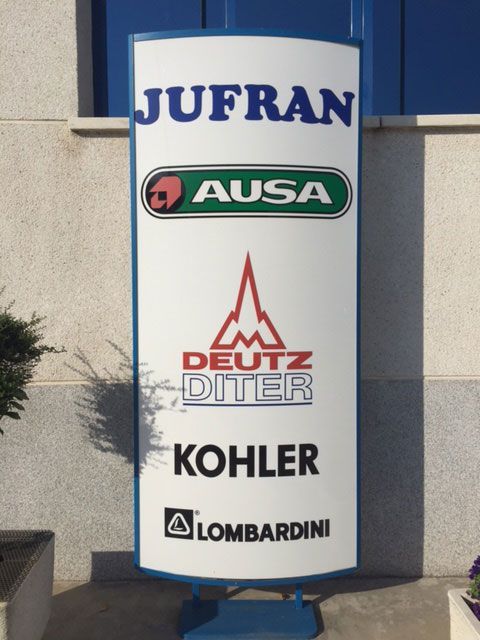 JUFRAN
AUSA
DEUTZ
DITER
KOHLER
® LOMBARDINI